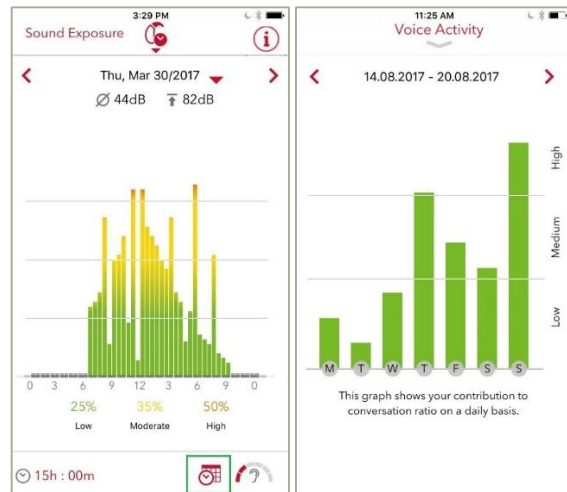 3:29 PM
Sound Exposure
Thu, Mar 30/2017
44dB 82dB
0 3 6 9 12 3 6 9 0
25% 35% 50%
Low Moderate High
15h : 00m
11:25 AM
Voice Activity
14.08.2017 - 20.08.2017
High
Medium
Low
M T W T F S S
This graph shows your contribution to
conversation ratio on a daily basis.